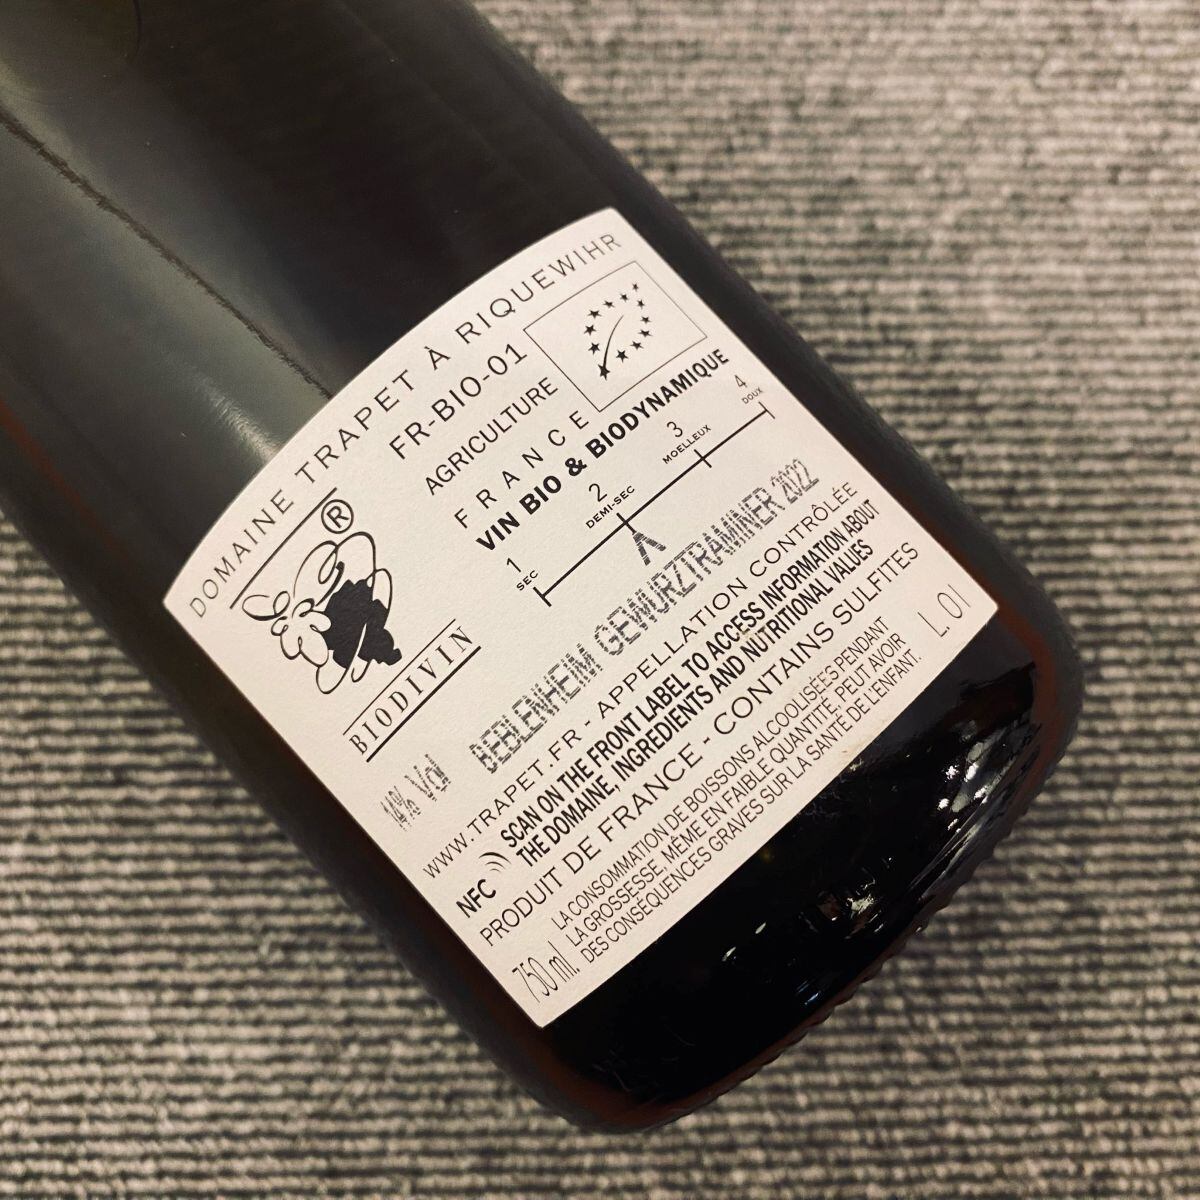 DOMAINE TRAPET À RIQUEWIHR
FR-BIO-01
AGRICULTURE
FRANCE
VIN BIO & BIODYNAMIQUE
®
BIODIVIN
1 2 3 4
SEC DEMI-SEC MOELLEUX DOUX
14% Vol BEBLENHEIM GEWURZTRAMINER 2022
WWW.TRAPET.FR - APPELLATION CONTRÔLÉE
NFC SCAN ON THE FRONT LABEL TO ACCESS INFORMATION ABOUT
THE DOMAINE, INGREDIENTS AND NUTRITIONAL VALUES
PRODUIT DE FRANCE - CONTAINS SULFITES
LA CONSOMMATION DE BOISSONS ALCOOLISÉES PENDANT
LA GROSSESSE, MÊME EN FAIBLE QUANTITÉ, PEUT AVOIR
DES CONSÉQUENCES GRAVES SUR LA SANTÉ DE L'ENFANT.
750 ml.
L. 01